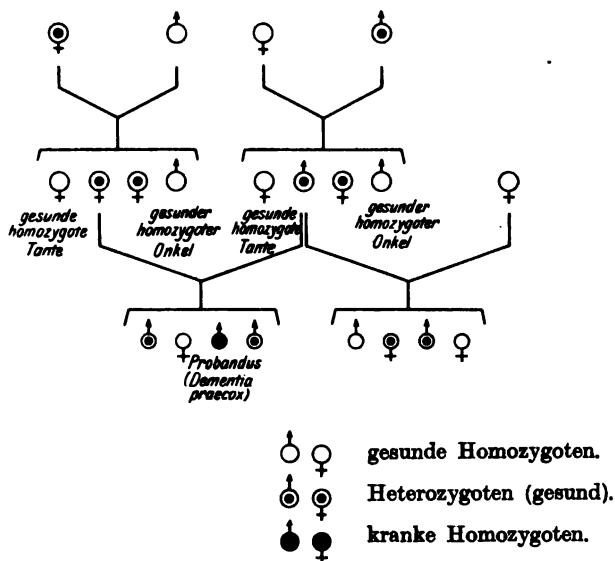 gesunde
homozygote
Tante
gesunder
homozygoter
Onkel
gesunde
homozygote
Tante
gesunder
homozygoter
Onkel
Probandus
(Dementia
praecox)
gesunde Homozygoten.
Heterozygoten (gesund).
kranke Homozygoten.